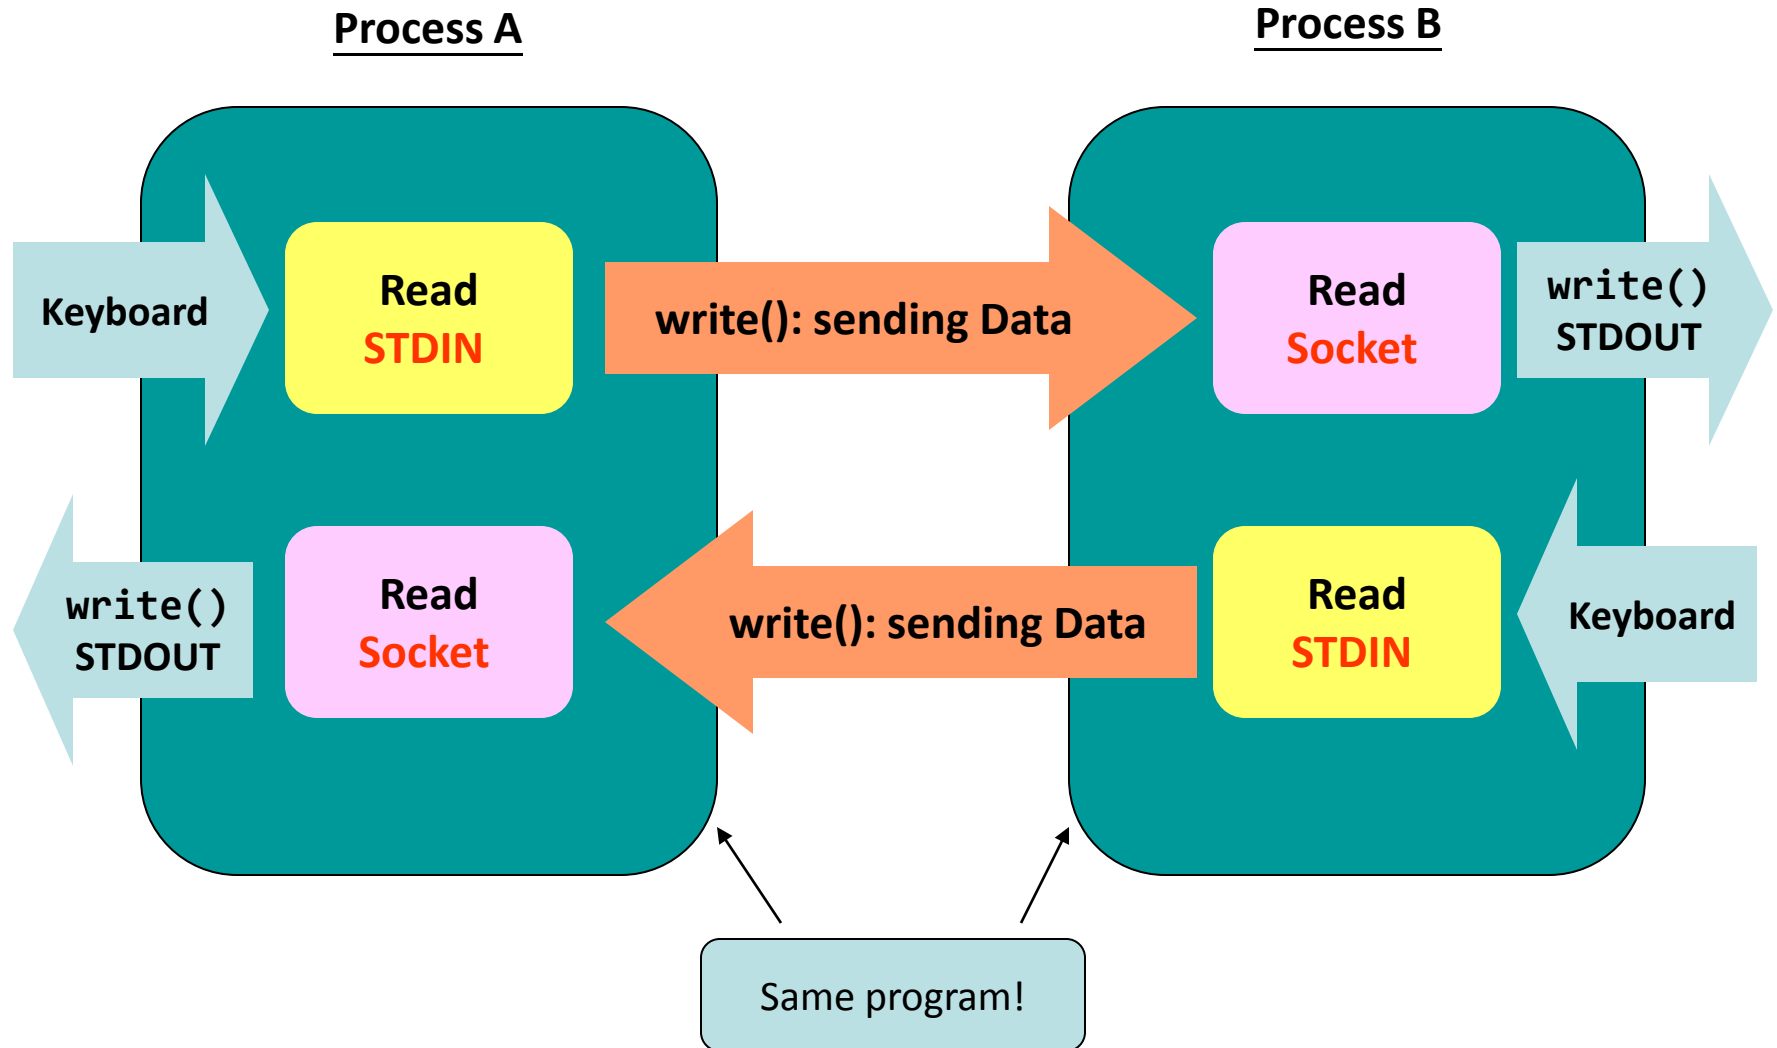 Process A
Process B
Keyboard
Read
STDIN
write(): sending Data
Read
Socket
write()
STDOUT
write()
STDOUT
Read
Socket
write(): sending Data
Read
STDIN
Keyboard
Same program!